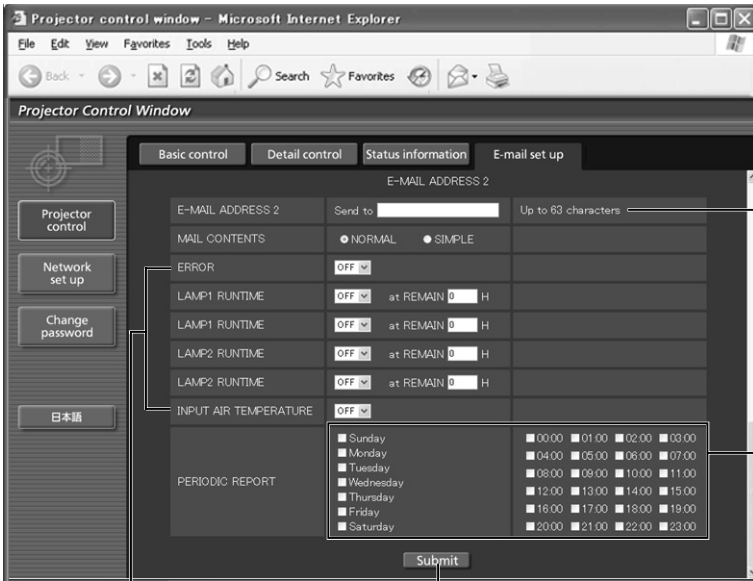 Projector control window - Microsoft Internet Explorer
File Edit View Favorites Tools Help
Back Search Favorites
Projector Control Window
Basic control Detail control Status information E-mail set up
E-MAIL ADDRESS 2
E-MAIL ADDRESS 2 Send to Up to 63 characters
MAIL CONTENTS NORMAL SIMPLE
ERROR OFF
LAMP1 RUNTIME OFF at REMAIN 0 H
LAMP1 RUNTIME OFF at REMAIN 0 H
LAMP2 RUNTIME OFF at REMAIN 0 H
LAMP2 RUNTIME OFF at REMAIN 0 H
INPUT AIR TEMPERATURE OFF
PERIODIC REPORT
Sunday
Monday
Tuesday
Wednesday
Thursday
Friday
Saturday
00:00 01:00 02:00 03:00
04:00 05:00 06:00 07:00
08:00 09:00 10:00 11:00
12:00 13:00 14:00 15:00
16:00 17:00 18:00 19:00
20:00 21:00 22:00 23:00
Submit
Projector
control
Network
set up
Change
password
日本語